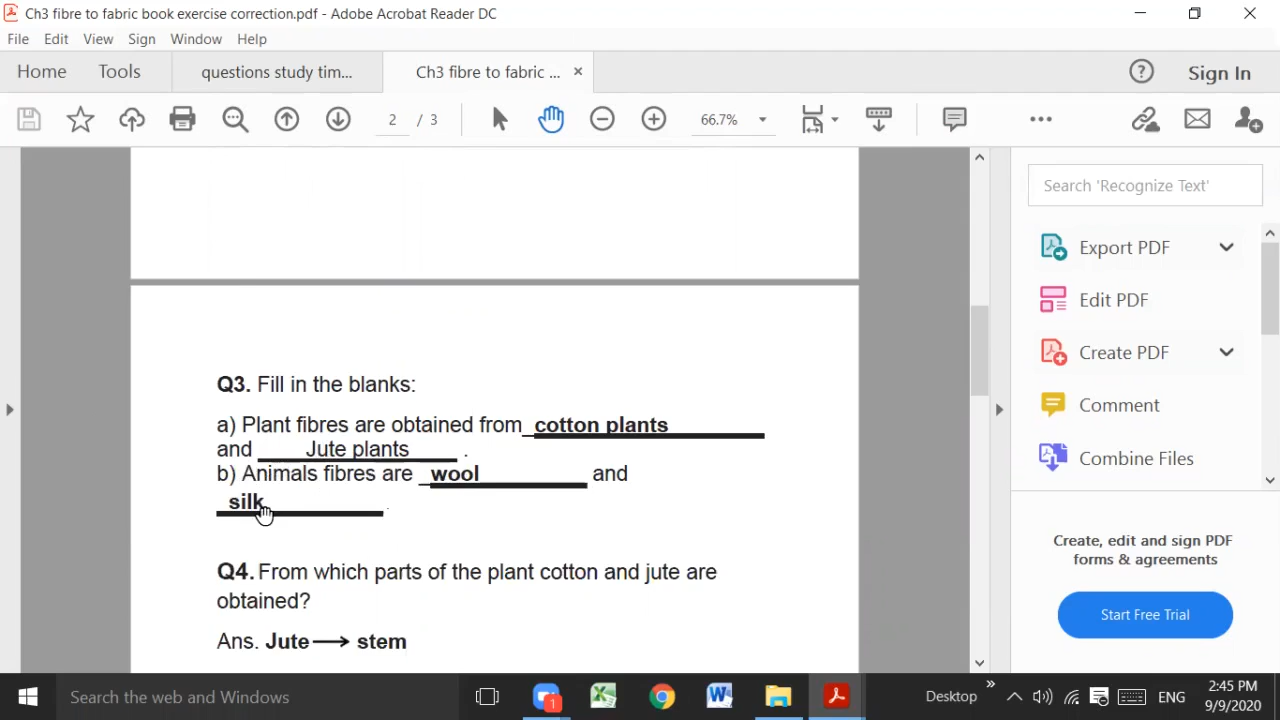 Ch3 fibre to fabric book exercise correction.pdf - Adobe Acrobat Reader DC
File Edit View Sign Window Help
Home Tools questions study tim... Ch3 fibre to fabric ... ×
Sign In
2 / 3 66.7%
Search 'Recognize Text'
Export PDF
Edit PDF
Create PDF
Comment
Combine Files
Create, edit and sign PDF
forms & agreements
Start Free Trial
Q3. Fill in the blanks:
a) Plant fibres are obtained from_cotton plants
and Jute plants .
b) Animals fibres are _wool and
silk .
Q4. From which parts of the plant cotton and jute are
obtained?
Ans. Jute → stem
Search the web and Windows
1
Desktop » ENG
2:45 PM
9/9/2020